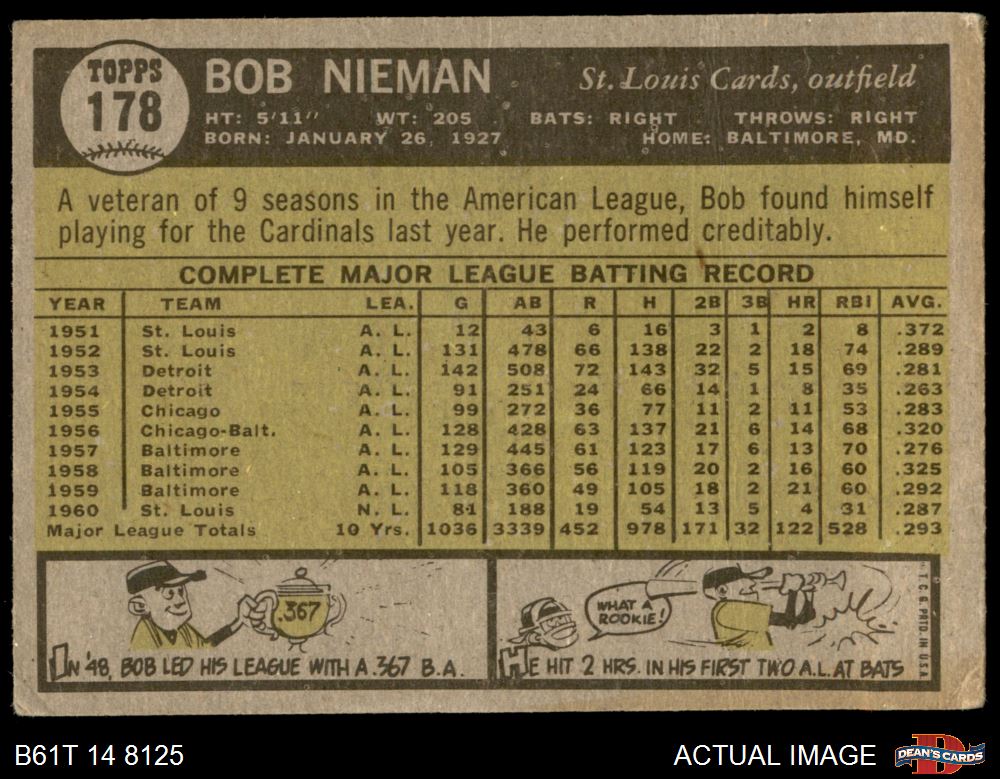 TOPPS
178
BOB NIEMAN
St. Louis Cards, outfield
HT: 5'11" WT: 205 BATS: RIGHT THROWS: RIGHT
BORN: JANUARY 26, 1927 HOME: BALTIMORE, MD.
A veteran of 9 seasons in the American League, Bob found himself
playing for the Cardinals last year. He performed creditably.
COMPLETE MAJOR LEAGUE BATTING RECORD
YEAR TEAM LEA. G AB R H 2B 3B HR RBI AVG.
1951 St. Louis A. L. 12 43 6 16 3 1 2 8 .372
1952 St. Louis A. L. 131 478 66 138 22 2 18 74 .289
1953 Detroit A. L. 142 508 72 143 32 5 15 69 .281
1954 Detroit A. L. 91 251 24 66 14 1 8 35 .263
1955 Chicago A. L. 99 272 36 77 11 2 11 53 .283
1956 Chicago-Balt. A. L. 128 428 63 137 21 6 14 68 .320
1957 Baltimore A. L. 129 445 61 123 17 6 13 70 .276
1958 Baltimore A. L. 105 366 56 119 20 2 16 60 .325
1959 Baltimore A. L. 118 360 49 105 18 2 21 60 .292
1960 St. Louis N. L. 81 188 19 54 13 5 4 31 .287
Major League Totals 10 Yrs. 1036 3339 452 978 171 32 122 528 .293
.367
IN '48, BOB LED HIS LEAGUE WITH A .367 B.A.
WHAT A
ROOKIE!
HE HIT 2 HRS. IN HIS FIRST TWO A.L. AT BATS
T. C. G. PRTD. IN U.S.A.
B61T 14 8125
ACTUAL IMAGE
DEAN'S CARDS